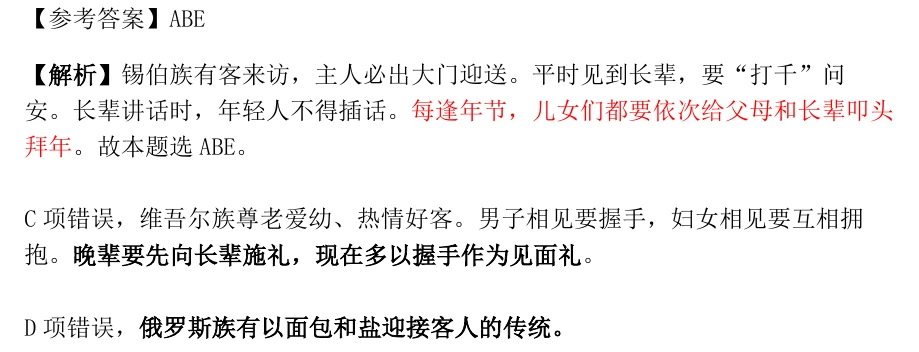 【参考答案】ABE
【解析】锡伯族有客来访，主人必出大门迎送。平时见到长辈，要“打千”问
安。长辈讲话时，年轻人不得插话。每逢年节，儿女们都要依次给父母和长辈叩头
拜年。故本题选 ABE。
C 项错误，维吾尔族尊老爱幼、热情好客。男子相见要握手，妇女相见要互相拥
抱。晚辈要先向长辈施礼，现在多以握手作为见面礼。
D 项错误，俄罗斯族有以面包和盐迎接客人的传统。